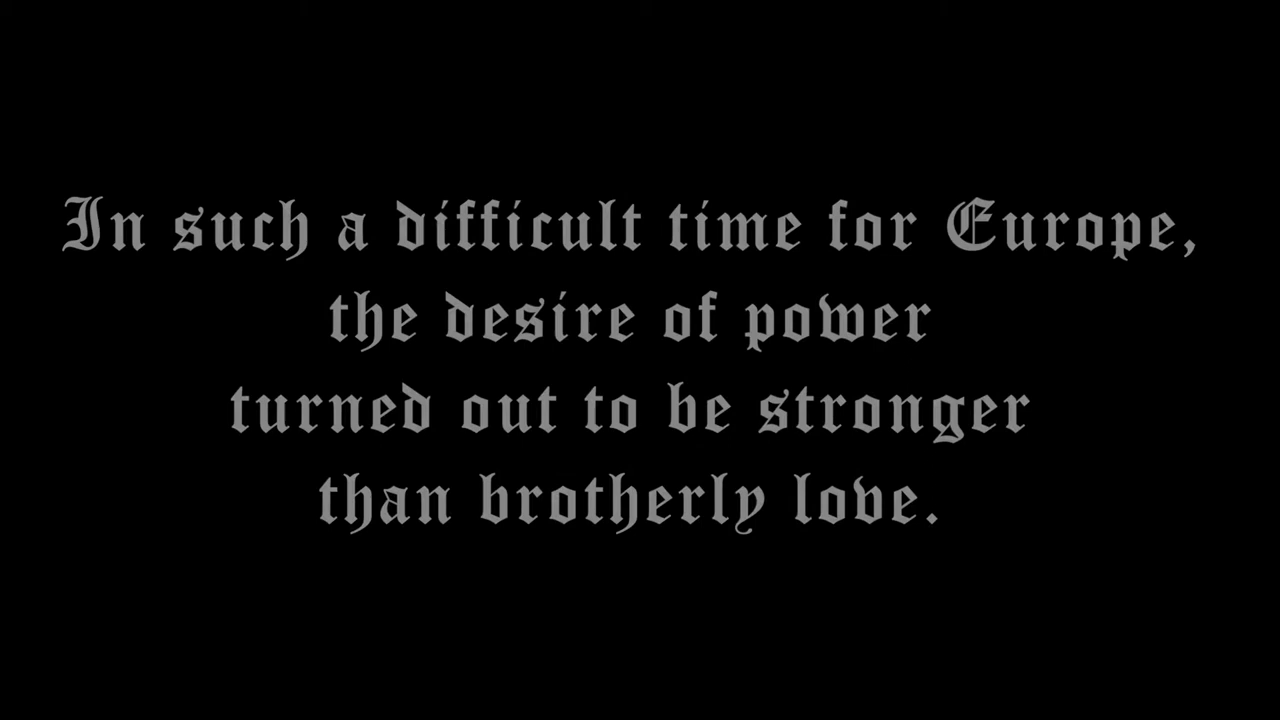 In such a difficult time for Europe,
the desire of power
turned out to be stronger
than brotherly love.